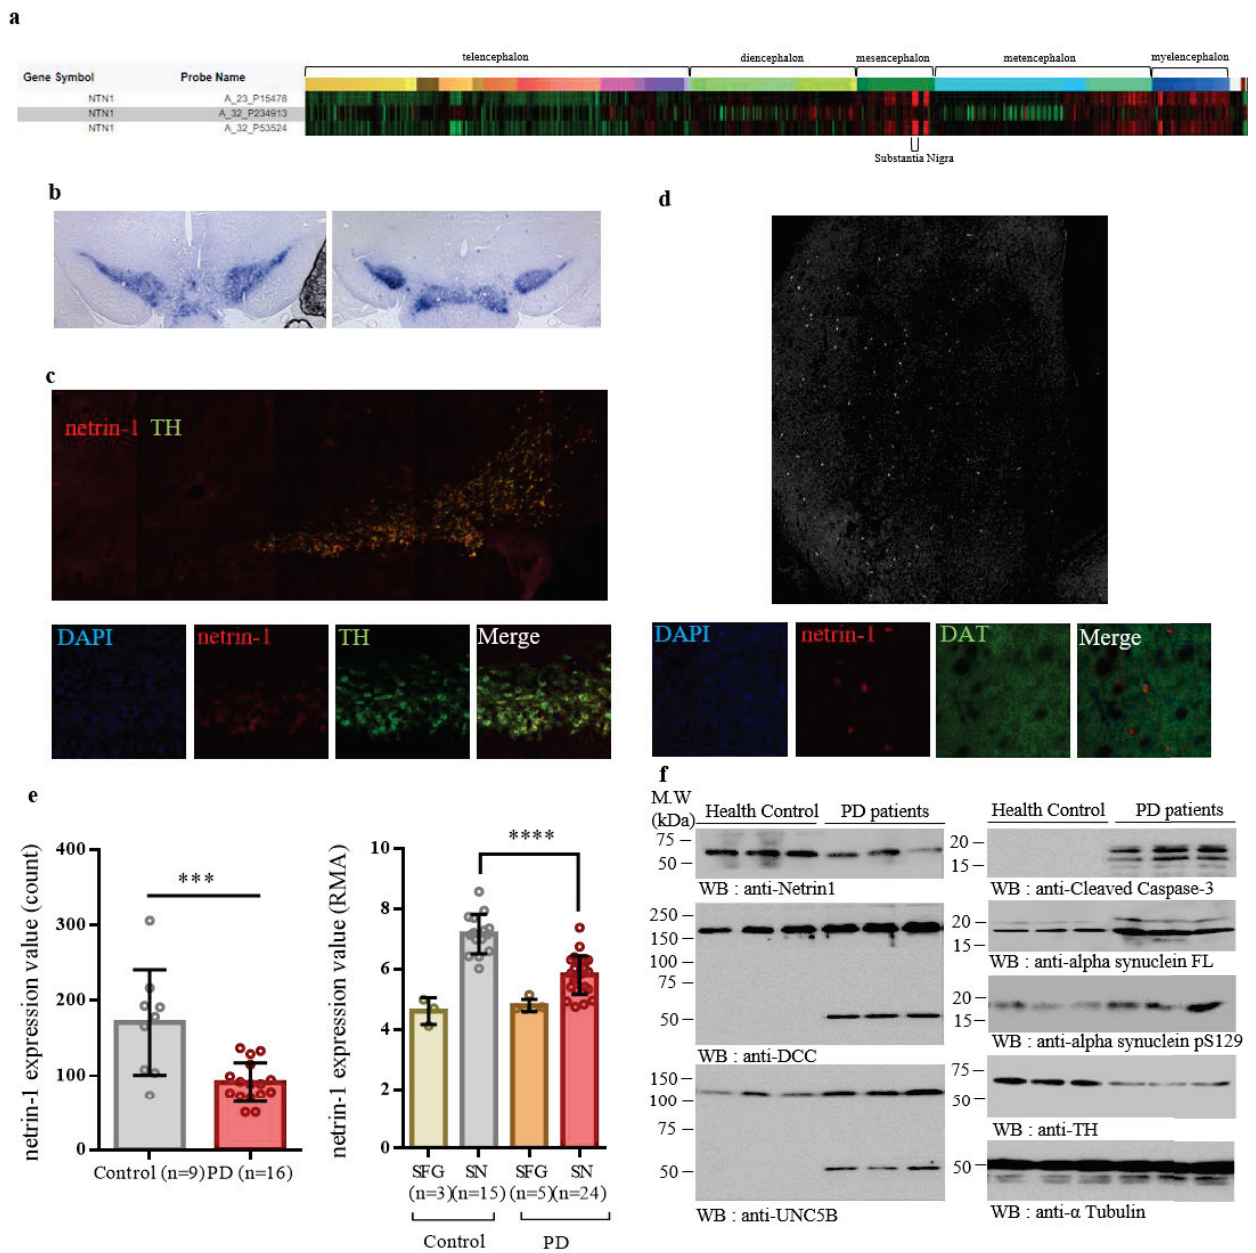 a
telencephalon
diencephalon
mesencephalon
metencephalon
myelencephalon
Gene Symbol Probe Name
NTN1 A_23_P15476
NTN1 A_32_P234913
NTN1 A_32_P53524
Substantia Nigra
b
c
netrin-1 TH
DAPI netrin-1 TH Merge
d
DAPI netrin-1 DAT Merge
e
netrin-1 expression value (count)
400
300
200
100
0
***
Control (n=9) PD (n=16)
netrin-1 expression value (RMA)
10
8
6
4
2
0
****
SFG SN SFG SN
(n=3)(n=15) (n=5)(n=24)
Control PD
f
M.W
(kDa)
Health Control PD patients
75
50
WB : anti-Netrin1
250
150
100
75
50
WB : anti-DCC
150
100
75
50
WB : anti-UNC5B
Health Control PD patients
20
15
WB : anti-Cleaved Caspase-3
20
15
WB : anti-alpha synuclein FL
20
15
WB : anti-alpha synuclein pS129
75
50
WB : anti-TH
50
WB : anti-α Tubulin